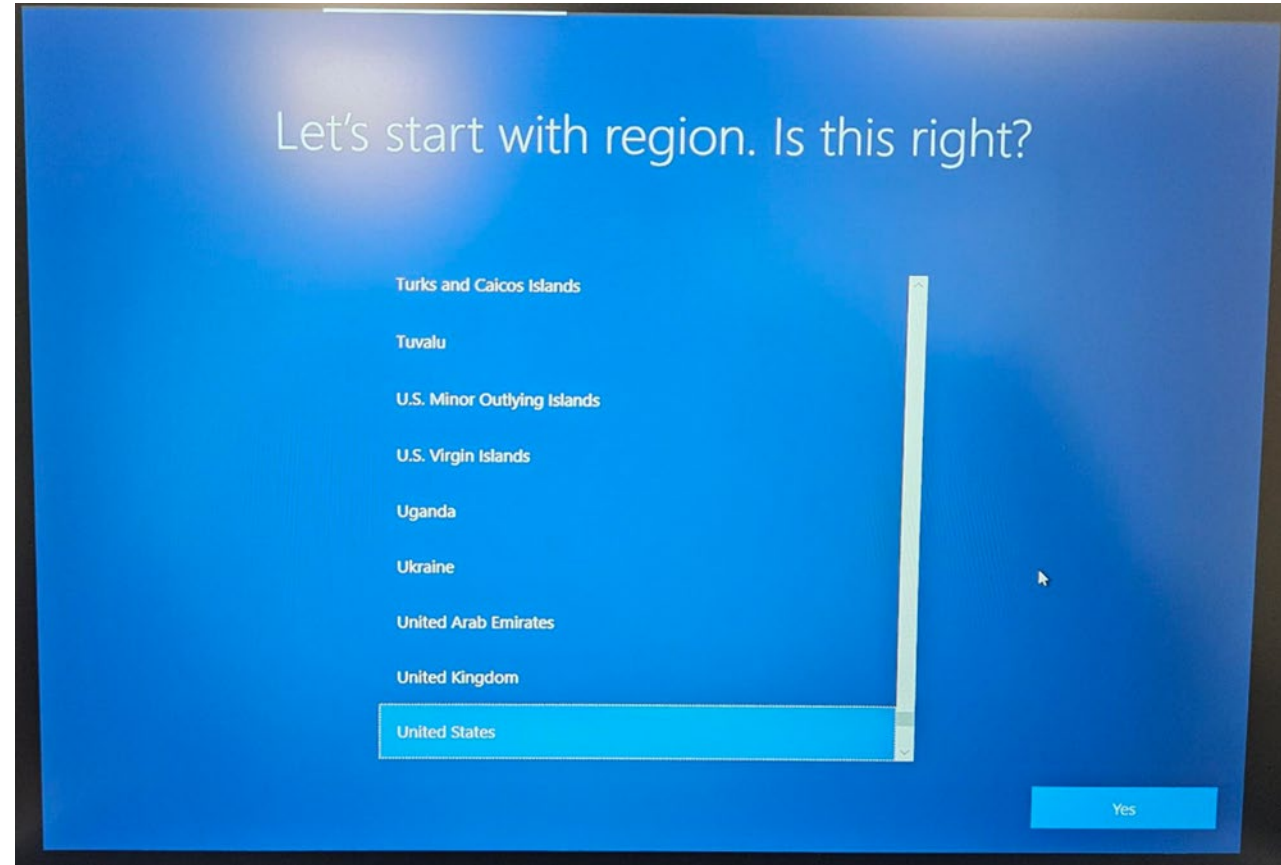 Let's start with region. Is this right?
Turks and Caicos Islands
Tuvalu
U.S. Minor Outlying Islands
U.S. Virgin Islands
Uganda
Ukraine
United Arab Emirates
United Kingdom
United States
Yes